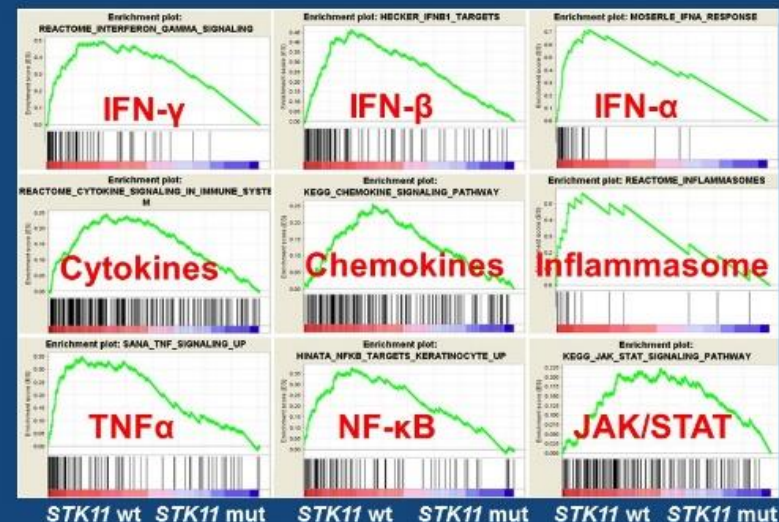 Enrichment plot:
REACTOME_INTERFERON_GAMMA_SIGNALING
IFN-γ
Enrichment plot: HECKER_IFNB1_TARGETS
IFN-β
Enrichment plot: MOSERLE_IFNA_RESPONSE
IFN-α
Enrichment plot:
REACTOME_CYTOKINE_SIGNALING_IN_IMMUNE_SYSTE
M
Cytokines
Enrichment plot:
KEGG_CHEMOKINE_SIGNALING_PATHWAY
Chemokines
Enrichment plot: REACTOME_INFLAMMASOMES
Inflammasome
Enrichment plot: SANA_TNF_SIGNALING_UP
TNFα
Enrichment plot:
HINATA_NFKB_TARGETS_KERATINOCYTE_UP
NF-κB
Enrichment plot:
KEGG_JAK_STAT_SIGNALING_PATHWAY
JAK/STAT
STK11 wt STK11 mut
STK11 wt STK11 mut
STK11 wt STK11 mut